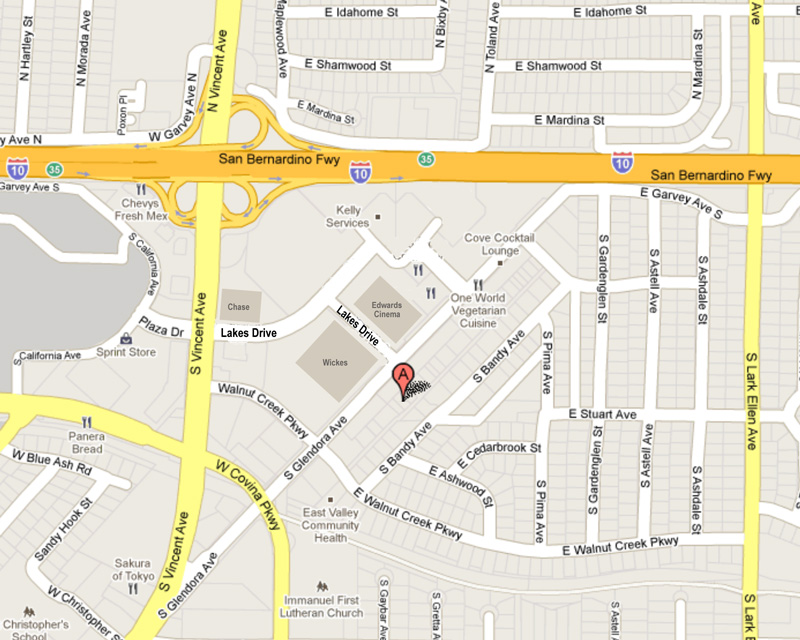 E Idahome St
E Idahome St
Ave
N Hartley St
N Morada Ave
N Vincent Ave
Maplewood Ave
N Bixby A
N Toland Ave
N Mardina St
E Shamwood St
E Shamwood St
Poxon Pl
W Garvey Ave N
E Mardina St
E Mardina St
y Ave N
San Bernardino Fwy
10
35
10
35
10
San Bernardino Fwy
Garvey Ave S
Chevys
Fresh Mex
Kelly
Services
E Garvey Ave S
S California Ave
Cove Cocktail
Lounge
S Gardenglen St
S Astell Ave
S Ashdale St
Chase
Edwards
Cinema
One World
Vegetarian
Cuisine
Plaza Dr
Lakes Drive
Lakes Drive
S Vincent Ave
Sprint Store
S California Ave
Wickes
S Bandy Ave
S Pima Ave
S Lark Ellen Ave
A
Walnut Creek Pkwy
E Stuart Ave
Panera
Bread
S Glendora Ave
S Bandy Ave
E Cedarbrook St
W Blue Ash Rd
W Covina Pkwy
E Ashwood St
S Gardenglen St
S Astell Ave
S Pima Ave
S Ashdale St
E Walnut Creek Pkwy
Sandy Hook St
East Valley
Community
Health
E Walnut Creek Pkwy
S Vincent Ave
Sakura
of Tokyo
S Glendora Ave
Immanuel First
Lutheran Church
W Christopher S
Christopher's
School
S Gaybar Ave
S Gretta A
S Astell
S Lark E